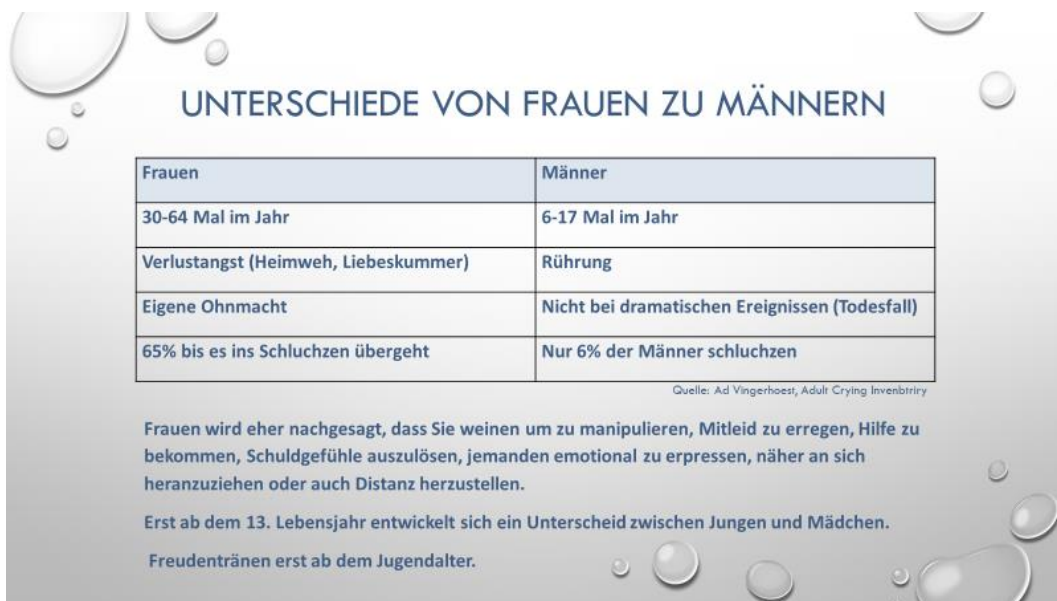 UNTERSCHIEDE VON FRAUEN ZU MÄNNERN
Frauen Männer
30-64 Mal im Jahr 6-17 Mal im Jahr
Verlustangst (Heimweh, Liebeskummer) Rührung
Eigene Ohnmacht Nicht bei dramatischen Ereignissen (Todesfall)
65% bis es ins Schluchzen übergeht Nur 6% der Männer schluchzen
Quelle: Ad Vingerhoest, Adult Crying Invenbtriry
Frauen wird eher nachgesagt, dass Sie weinen um zu manipulieren, Mitleid zu erregen, Hilfe zu
bekommen, Schuldgefühle auszulösen, jemanden emotional zu erpressen, näher an sich
heranzuziehen oder auch Distanz herzustellen.
Erst ab dem 13. Lebensjahr entwickelt sich ein Unterscheid zwischen Jungen und Mädchen.
Freudentränen erst ab dem Jugendalter.